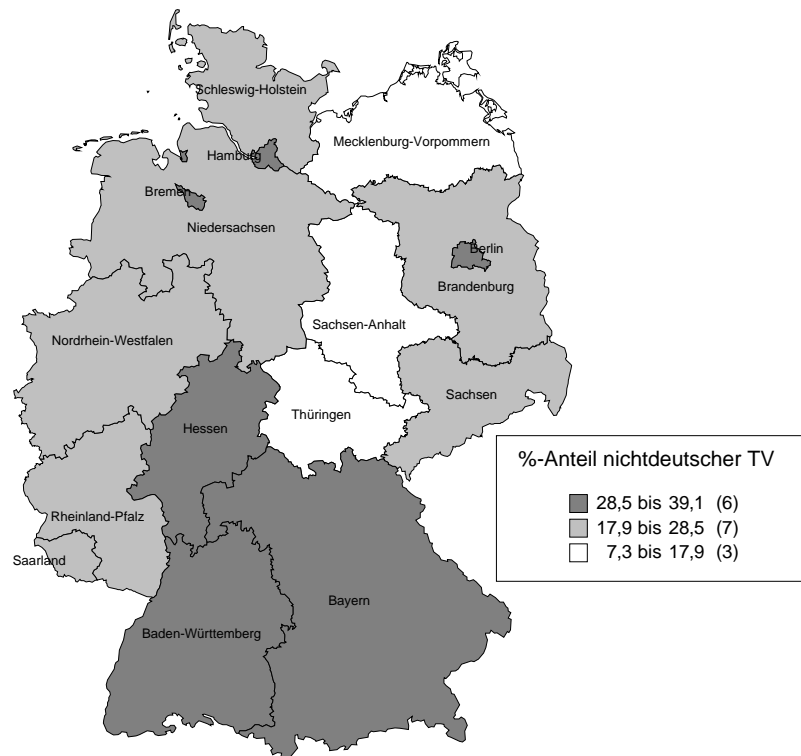 Schleswig-Holstein
Mecklenburg-Vorpommern
Hamburg
Bremen
Niedersachsen
Berlin
Brandenburg
Sachsen-Anhalt
Nordrhein-Westfalen
Sachsen
Thüringen
Hessen
%-Anteil nichtdeutscher TV
28,5 bis 39,1 (6)
17,9 bis 28,5 (7)
7,3 bis 17,9 (3)
Rheinland-Pfalz
Saarland
Bayern
Baden-Württemberg